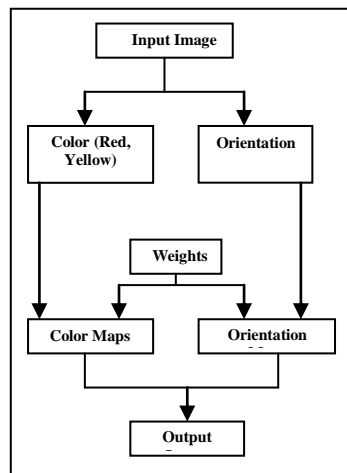 Input Image
Color (Red,
Yellow)
Orientation
Weights
Color Maps
Orientation
Output